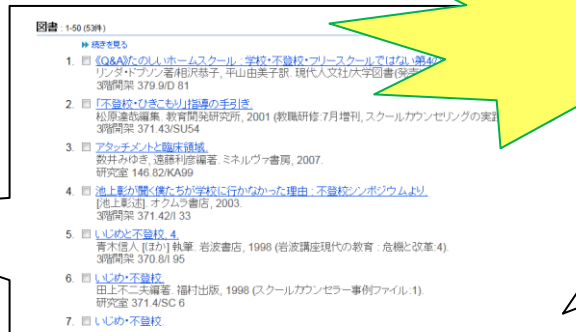 図書 : 1-50 (53件)
続きを見る
1. 《Q&A》たのしいホームスクール : 学校・不登校・フリースクールではない第4の
リンダ・ドブソン著/相沢恭子, 平山由美子訳. 現代人文社/大学図書(発売
3階開架 379.9/D 81
2. 「不登校・ひきこもり」指導の手引き.
松原達哉編集. 教育開発研究所, 2001 (教職研修:7月増刊, スクールカウンセリングの実
3階開架 371.43/SU54
3. アタッチメントと臨床領域.
数井みゆき, 遠藤利彦編著. ミネルヴァ書房, 2007.
研究室 146.82/KA99
4. 池上彰が聞く僕たちが学校に行かなかった理由 : 不登校シンポジウムより.
[池上彰述]. オクムラ書店, 2003.
3階開架 371.42/I 33
5. いじめと不登校. 4.
青木信人 [ほか] 執筆. 岩波書店, 1998 (岩波講座現代の教育 : 危機と改革:4).
3階開架 370.8/I 95
6. いじめ・不登校.
田上不二夫編著. 福村出版, 1998 (スクールカウンセラー事例ファイル:1).
研究室 371.4/SC 6
7. いじめ・不登校.